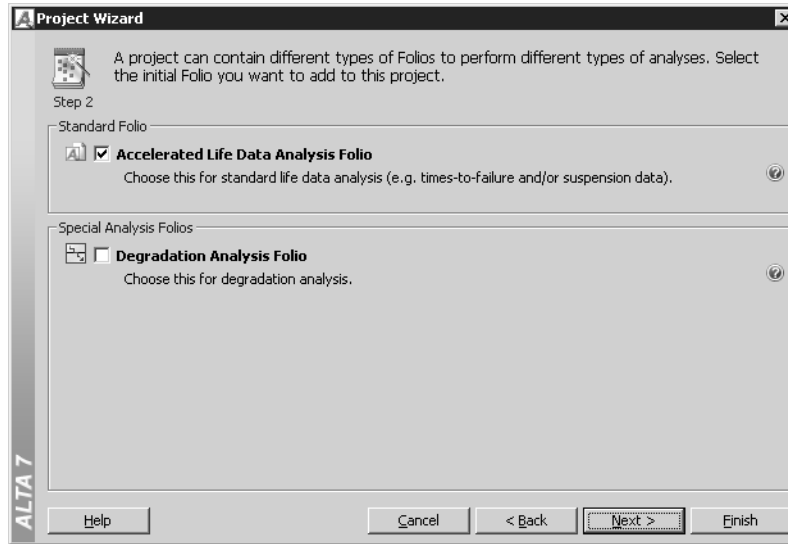 Project Wizard
A project can contain different types of Folios to perform different types of analyses. Select
the initial Folio you want to add to this project.
Step 2
Standard Folio
Accelerated Life Data Analysis Folio
Choose this for standard life data analysis (e.g. times-to-failure and/or suspension data).
Special Analysis Folios
Degradation Analysis Folio
Choose this for degradation analysis.
ALTA 7
Help
Cancel
< Back
Next >
Finish